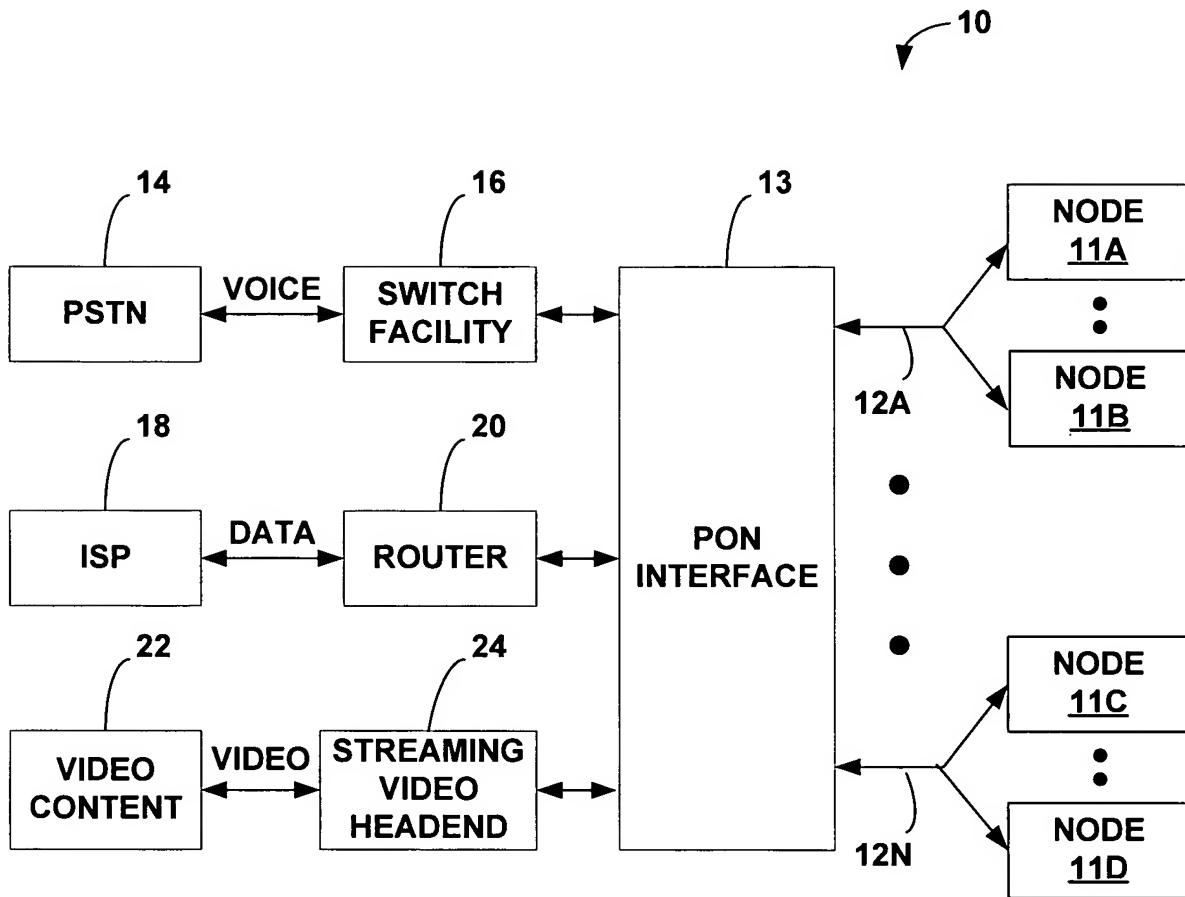 10
14
16
13
NODE
11A
PSTN
VOICE
SWITCH
FACILITY
12A
NODE
11B
18
20
ISP
DATA
ROUTER
PON
INTERFACE
22
24
NODE
11C
VIDEO
CONTENT
VIDEO
STREAMING
VIDEO
HEADEND
12N
NODE
11D